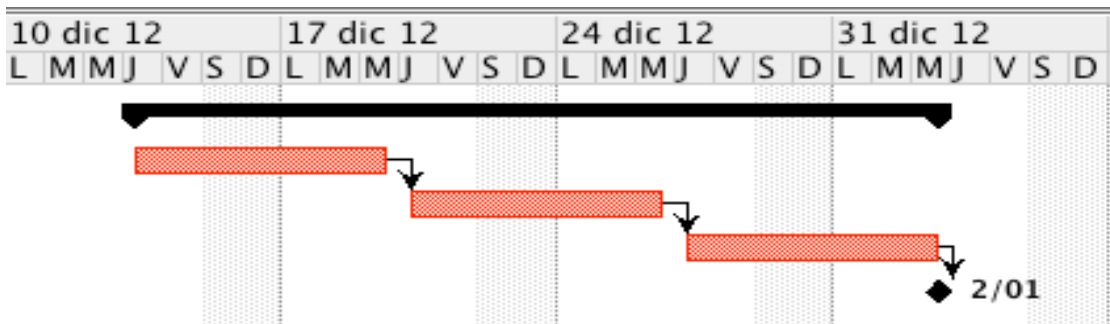 10 dic 12 17 dic 12 24 dic 12 31 dic 12
L M M J V S D L M M J V S D L M M J V S D L M M J V S D
2/01